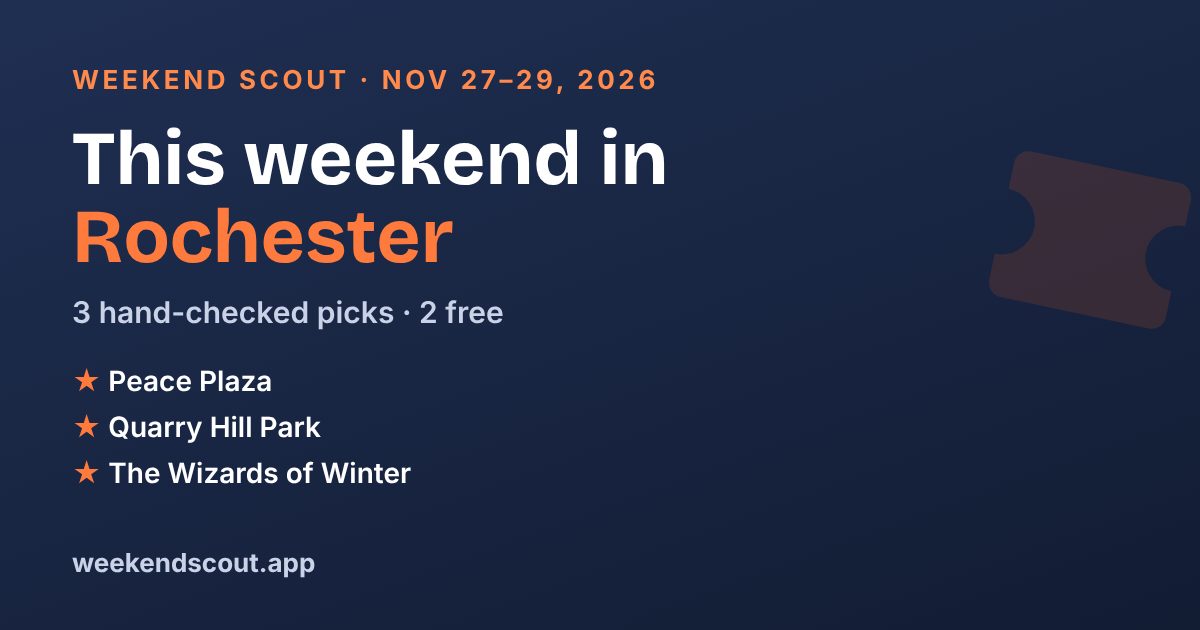 WEEKEND SCOUT · NOV 27–29, 2026
This weekend in
Rochester
3 hand-checked picks · 2 free
★ Peace Plaza
★ Quarry Hill Park
★ The Wizards of Winter
weekendscout.app